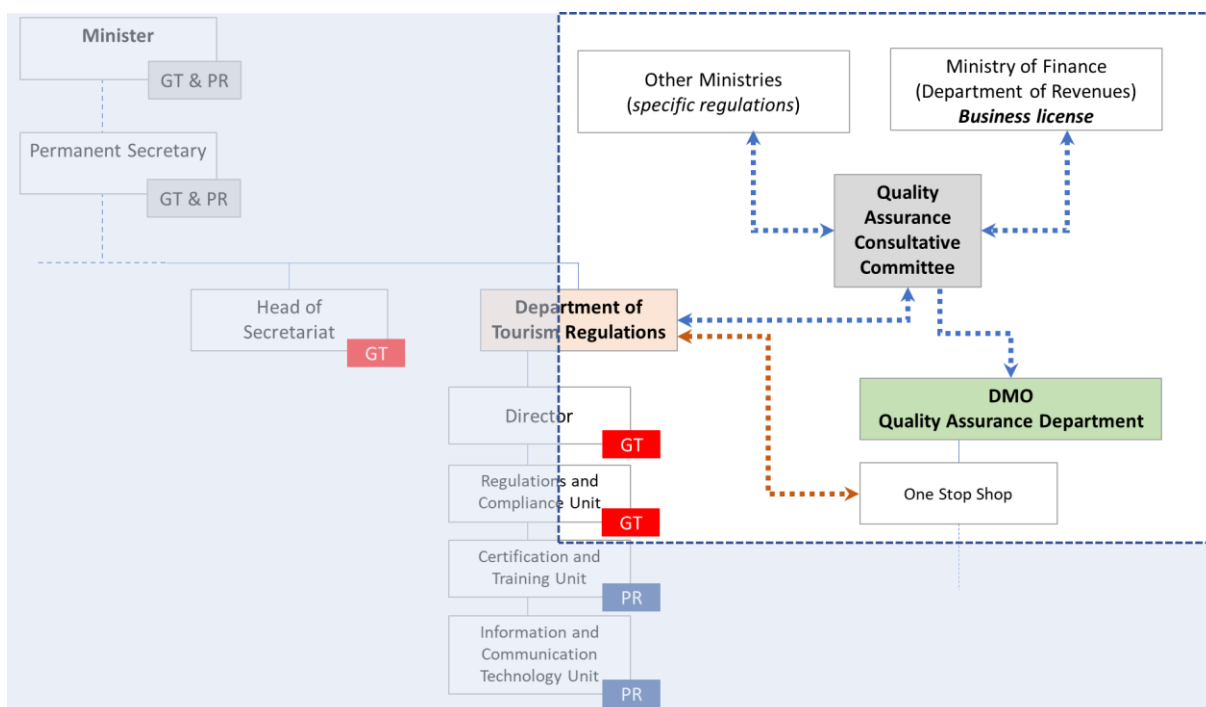 Minister
GT & PR
Permanent Secretary
GT & PR
Head of
Secretariat
GT
Department of
Tourism Regulations
Director
GT
Regulations and
Compliance Unit
GT
Certification and
Training Unit
PR
Information and
Communication
Technology Unit
PR
Other Ministries
(specific regulations)
Ministry of Finance
(Department of Revenues)
Business license
Quality
Assurance
Consultative
Committee
DMO
Quality Assurance Department
One Stop Shop